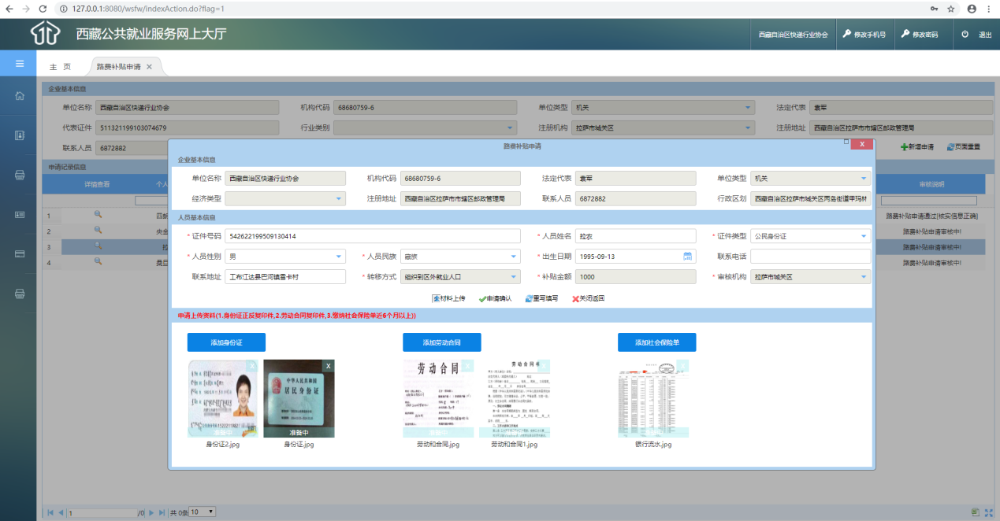 127.0.0.1:8080/wsfw/indexAction.do?flag=1
西藏公共就业服务网上大厅
西藏自治区快递行业协会 修改手机号 修改密码 退出
主 页 路费补贴申请 ×
企业基本信息
单位名称 西藏自治区快递行业协会 机构代码 68680759-6 单位类型 机关 法定代表 袁军
代表证件 511321199103074679 行业类别 注册机构 拉萨市城关区 注册地址 西藏自治区拉萨市市辖区邮政管理局
联系人员 6872882 新增申请 页面重置
申请记录信息
详情查看 个人 审核说明
1 四郎 路费补贴申请通过[核实信息正确]
2 央金 路费补贴申请审核中!
3 拉 路费补贴申请审核中!
4 桑旦 路费补贴申请审核中!
路费补贴申请 X
企业基本信息
单位名称 西藏自治区快递行业协会 机构代码 68680759-6 法定代表 袁军 单位类型 机关
经济类型 注册地址 西藏自治区拉萨市市辖区邮政管理局 联系人员 6872882 行政区划 西藏自治区拉萨市城关区两岛街道甲玛林
人员基本信息
* 证件号码 542622199509130414 * 人员姓名 拉农 * 证件类型 公民身份证
* 人员性别 男 * 人员民族 藏族 * 出生日期 1995-09-13 联系电话
联系地址 工布江达县巴河镇雪卡村 * 转移方式 组织到区外就业人口 * 补贴金额 1000 * 审核机构 拉萨市城关区
材料上传 申请确认 重写填写 关闭返回
申请上传资料(1.身份证正反复印件,2.劳动合同复印件,3.缴纳社会保险单近6个月以上))
添加身份证 添加劳动合同 添加社会保险单
中华人民共和国
居民身份证
劳动合同
劳动合同书
准备中 准备中
身份证2.jpg 身份证.jpg 劳动和合同.jpg 劳动和合同1.jpg 银行流水.jpg
1 /0 共 0条 10